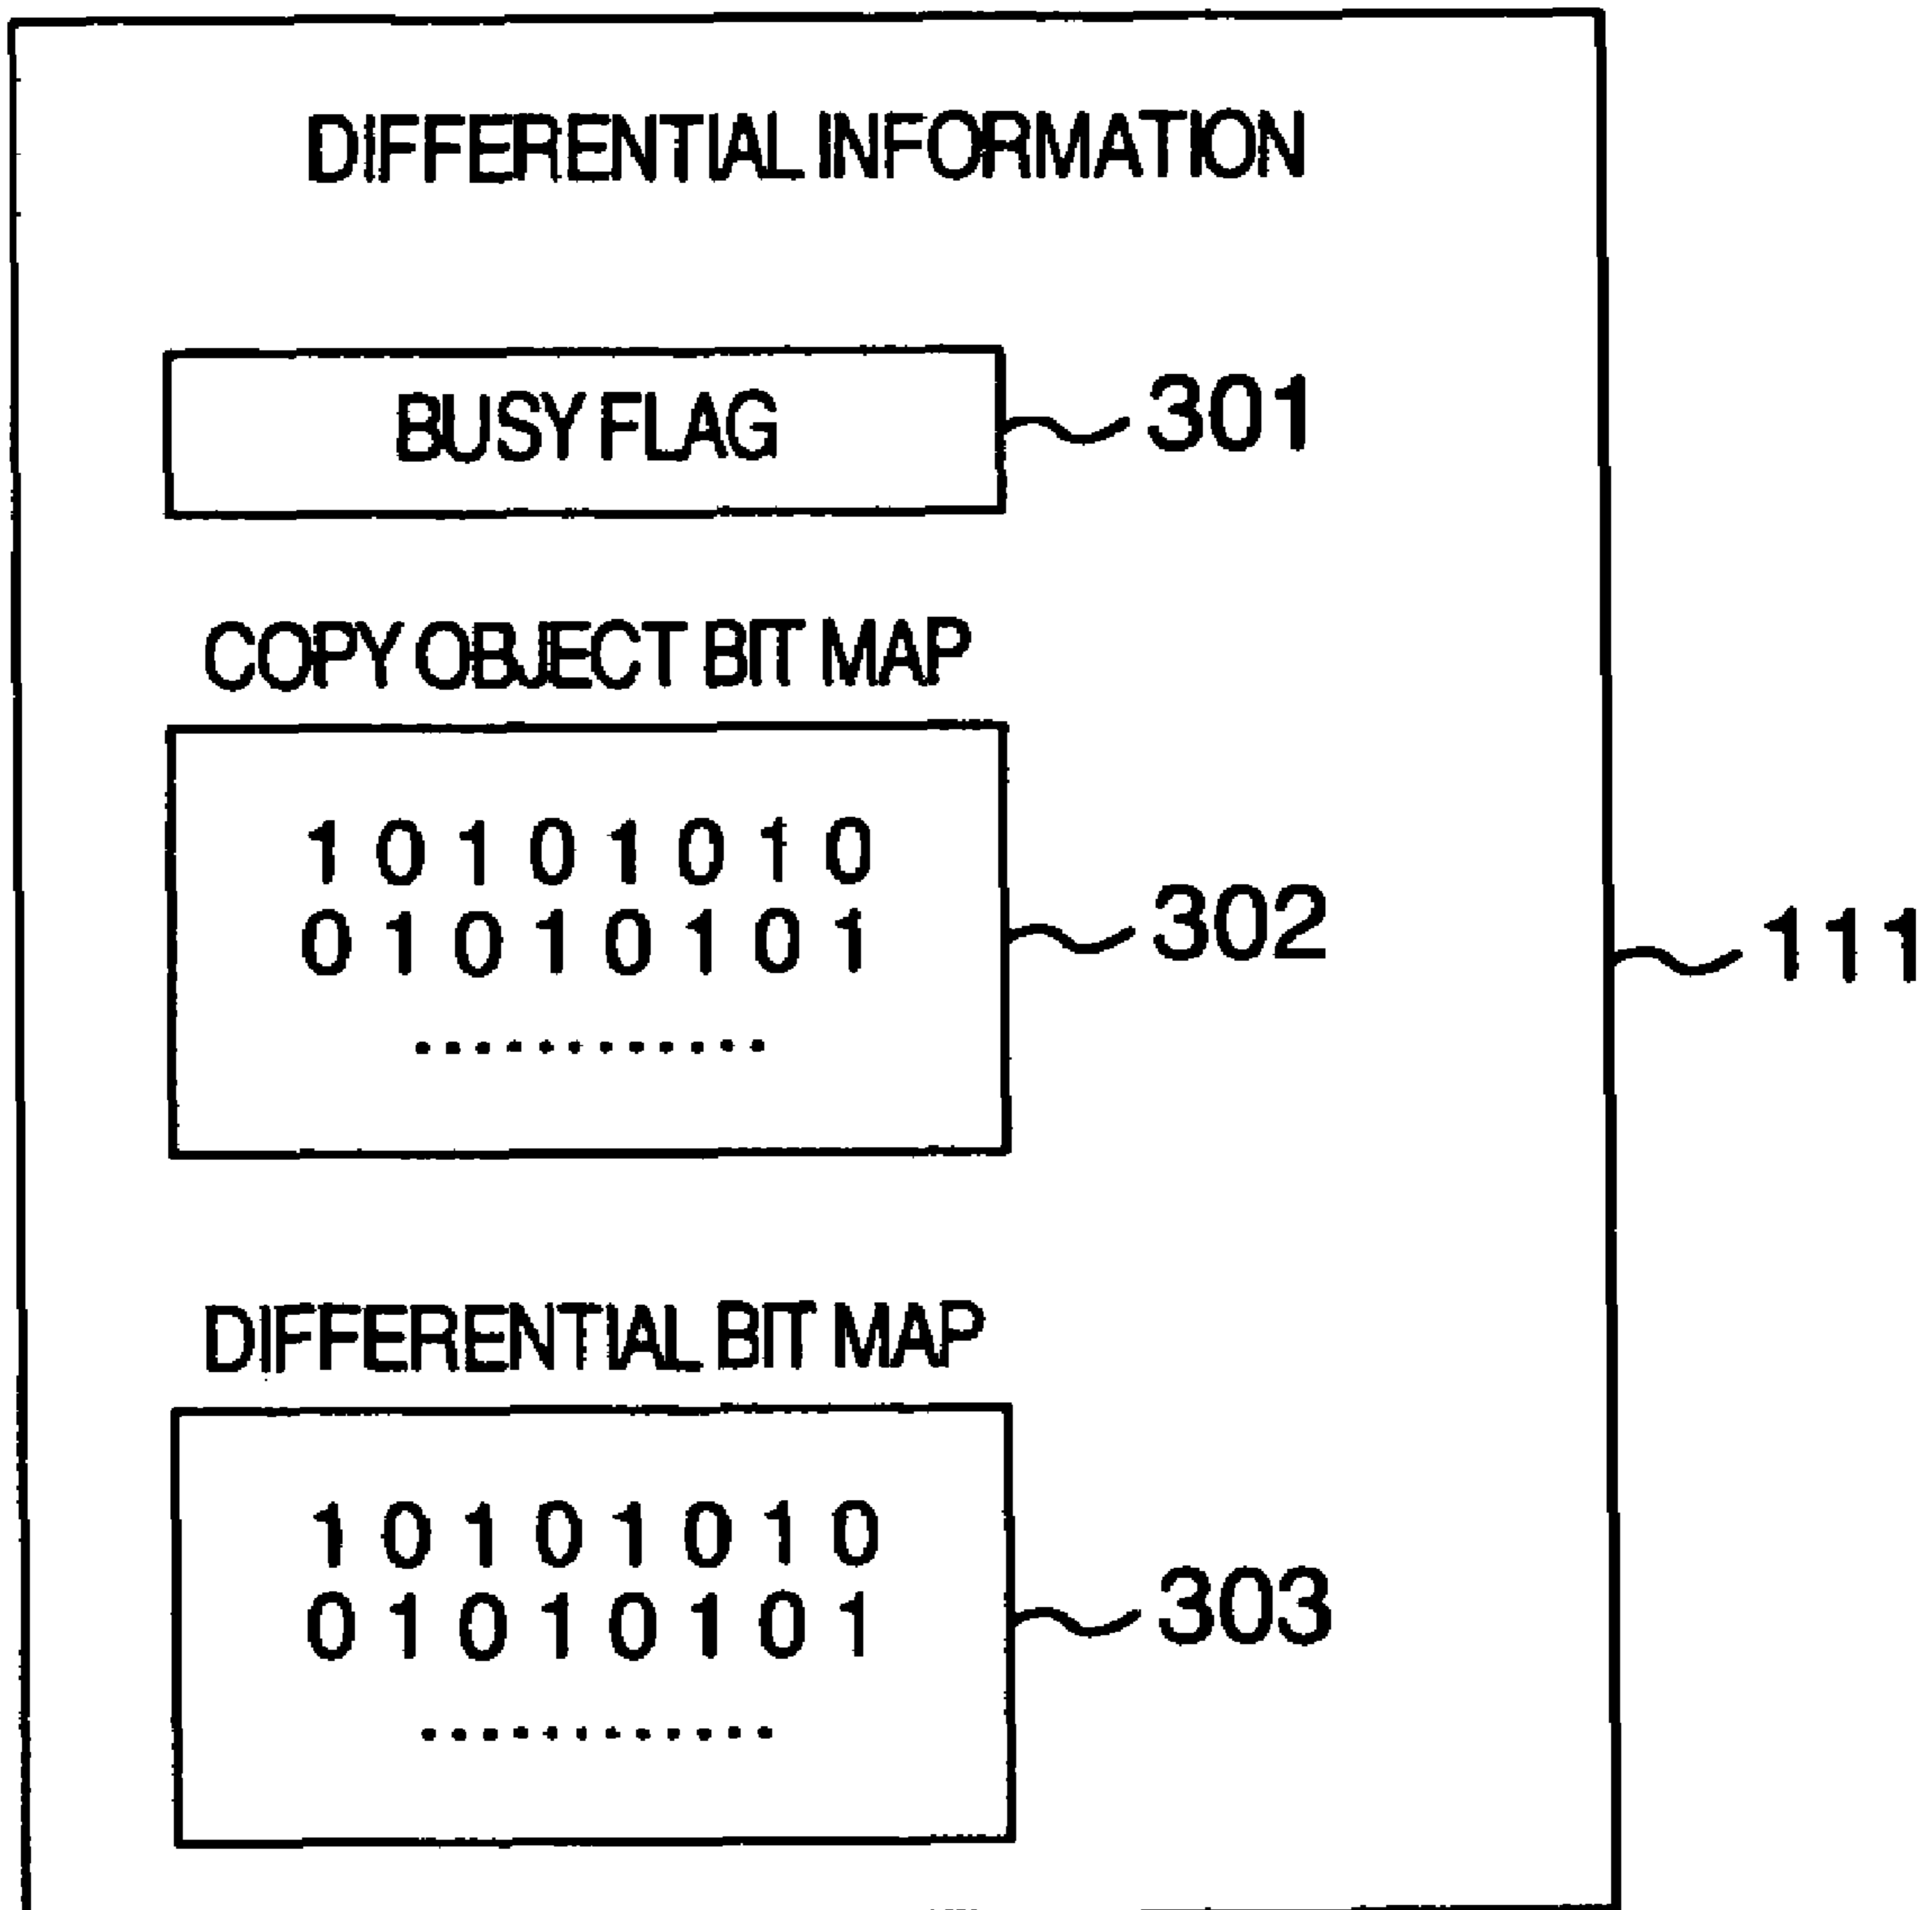 DIFFERENTIAL INFORMATION
BUSY FLAG
301
COPY OBJECT BIT MAP
1 0 1 0 1 0 1 0
0 1 0 1 0 1 0 1
............
302
111
DIFFERENTIAL BIT MAP
1 0 1 0 1 0 1 0
0 1 0 1 0 1 0 1
............
303